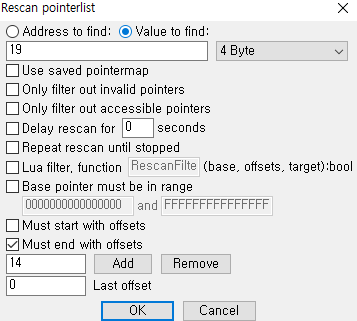 Rescan pointerlist
Address to find: Value to find:
19 4 Byte
Use saved pointermap
Only filter out invalid pointers
Only filter out accessible pointers
Delay rescan for 0 seconds
Repeat rescan until stopped
Lua filter, function RescanFilte (base, offsets, target):bool
Base pointer must be in range
0000000000000000 and FFFFFFFFFFFFFFF
Must start with offsets
Must end with offsets
14 Add Remove
0 Last offset
OK Cancel